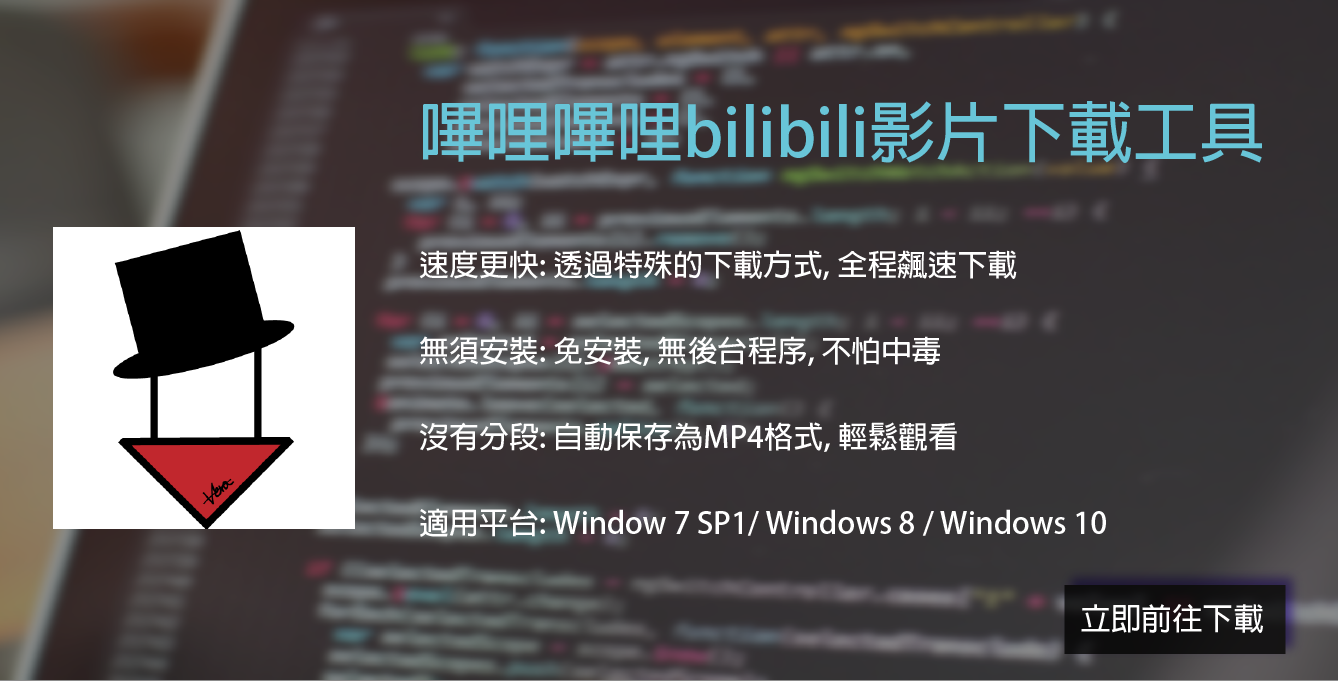 嗶哩嗶哩bilibili影片下載工具
速度更快: 透過特殊的下載方式, 全程飆速下載
無須安裝: 免安裝, 無後台程序, 不怕中毒
沒有分段: 自動保存為MP4格式, 輕鬆觀看
Vera
適用平台: Window 7 SP1/ Windows 8 / Windows 10
立即前往下載